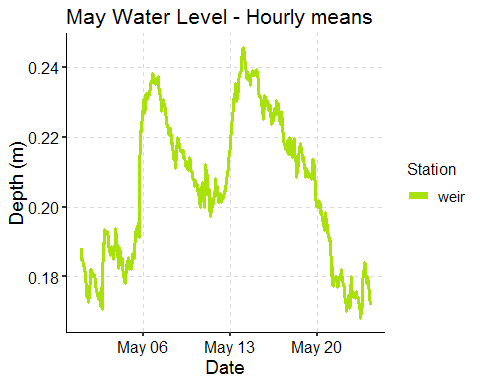 May Water Level - Hourly means
Depth (m)
0.24
0.22
0.20
0.18
May 06
May 13
May 20
Date
Station
weir